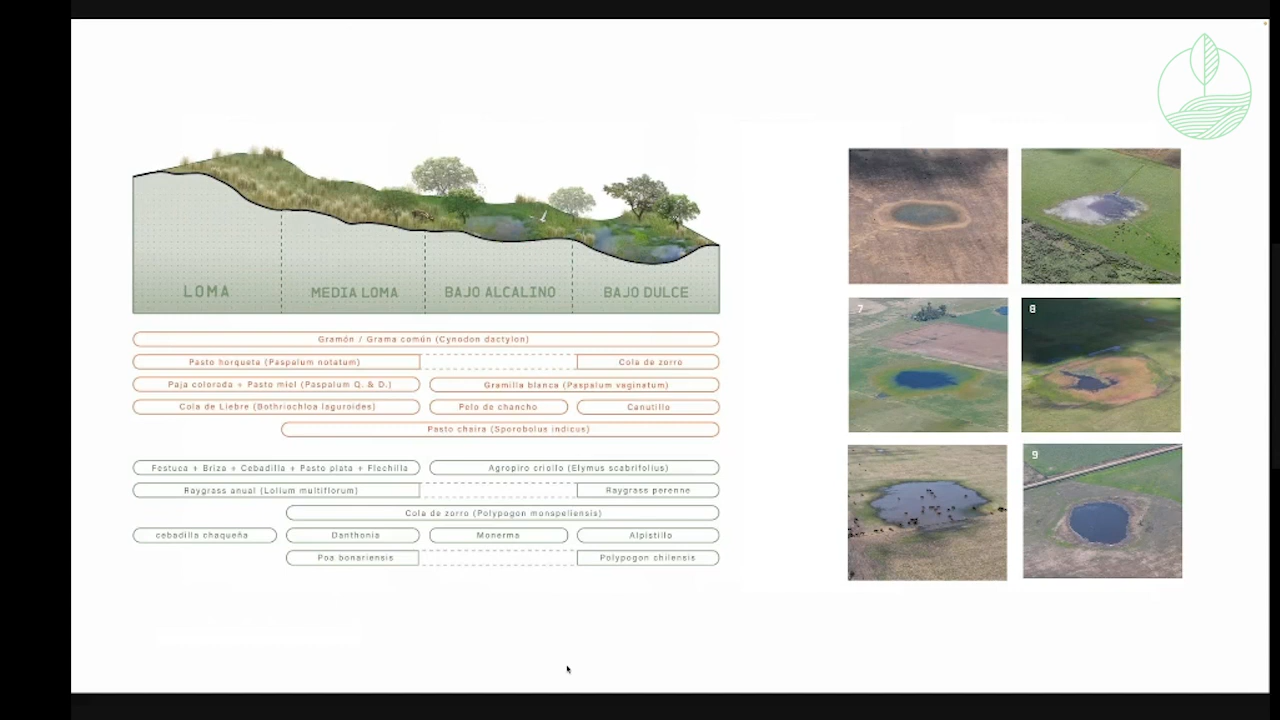 LOMA
MEDIA LOMA
BAJO ALCALINO
BAJO DULCE
Gramón / Grama común (Cynodon dactylon)
Pasto horqueta (Paspalum notatum)
Cola de zorro
Paja colorada + Pasto miel (Paspalum Q. & D.)
Gramilla blanca (Paspalum vaginatum)
Cola de Liebre (Bothriochloa laguroides)
Pelo de chancho
Canutillo
Pasto chaira (Sporobolus indicus)
Festuca + Briza + Cebadilla + Pasto plata + Flechilla
Agropiro criollo (Elymus scabrifolius)
Raygrass anual (Lolium multiflorum)
Raygrass perenne
Cola de zorro (Polypogon monspeliensis)
cebadilla chaqueña
Danthonia
Monerma
Alpistillo
Poa bonariensis
Polypogon chilensis
7
8
9